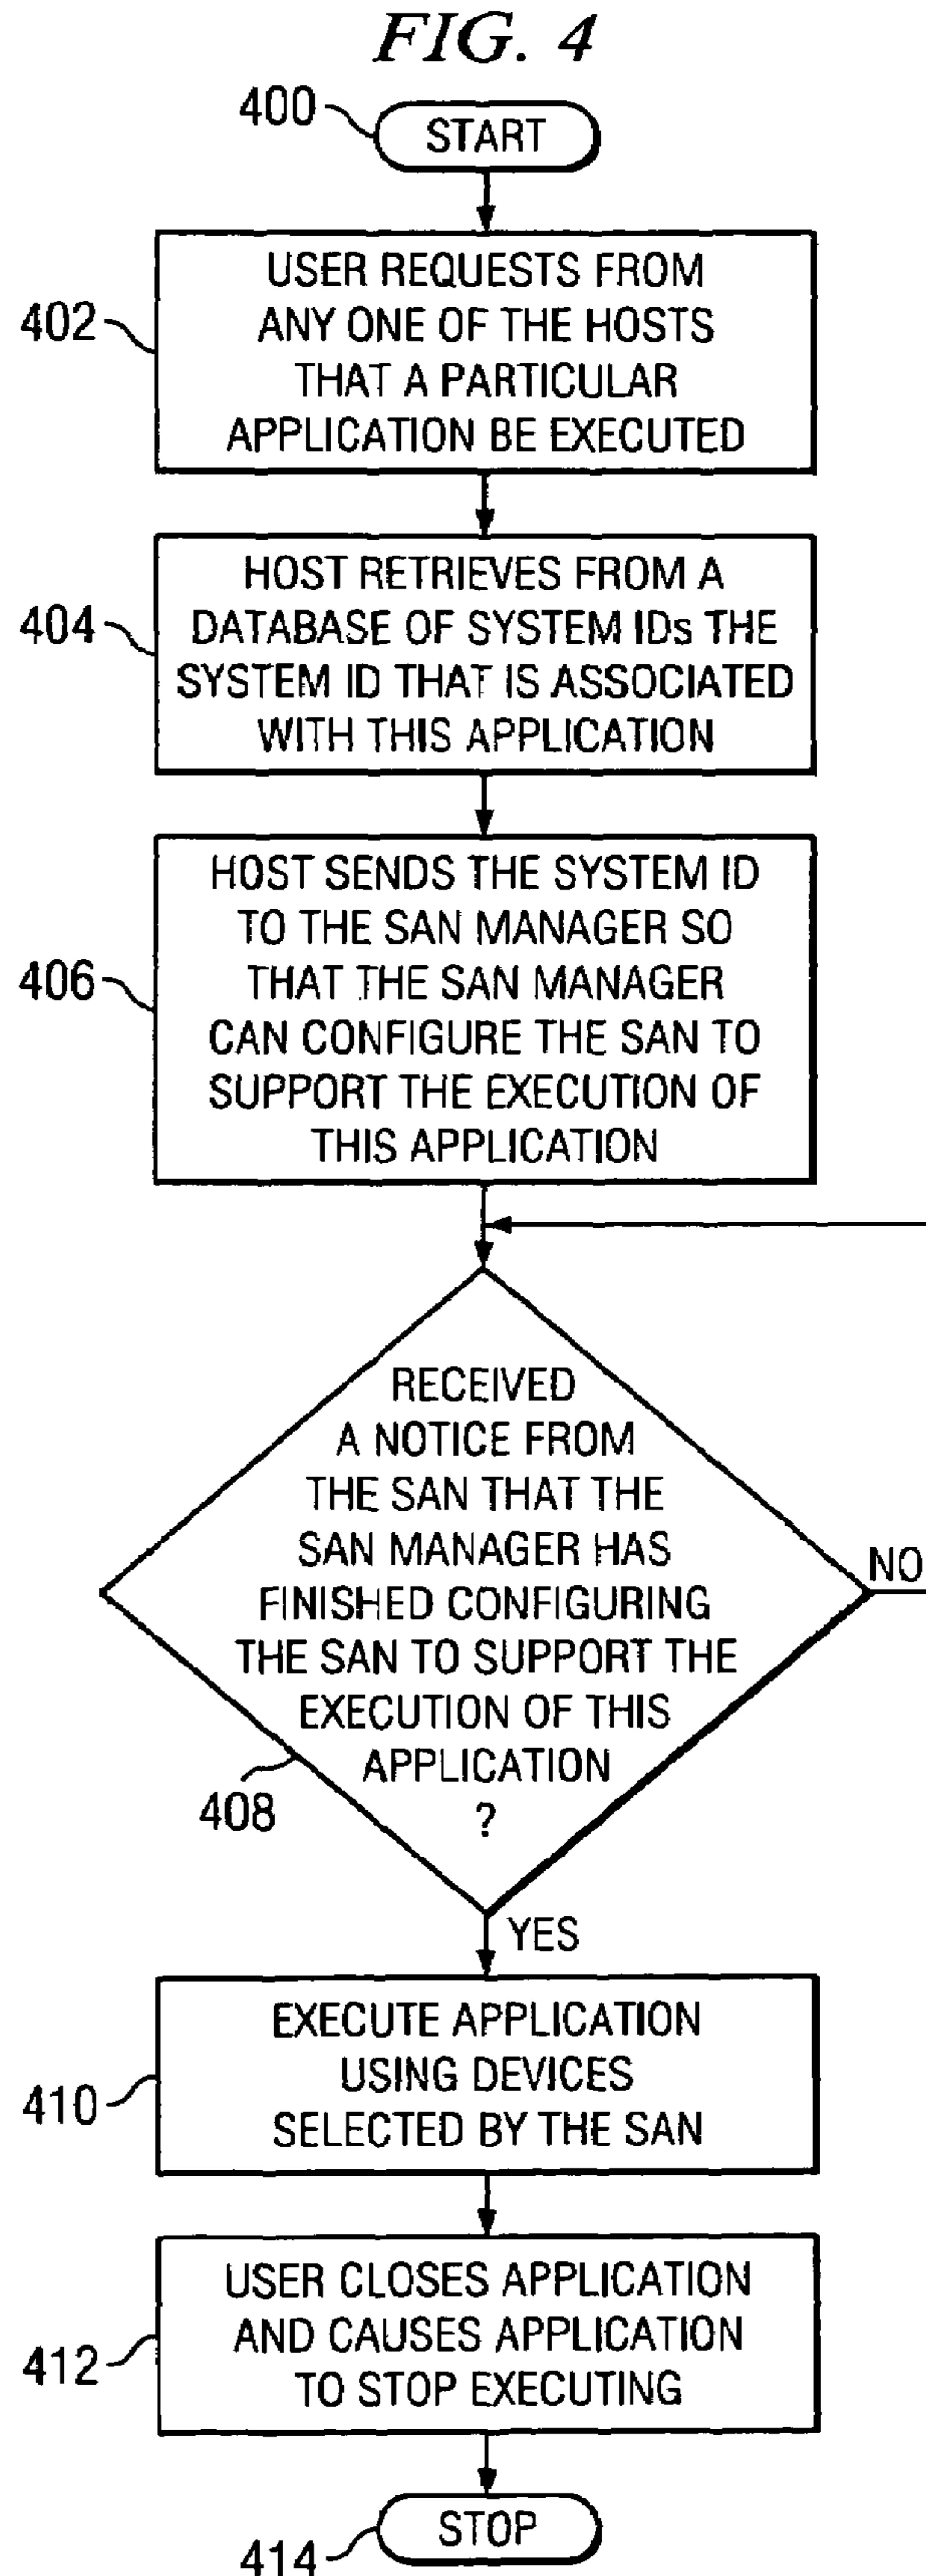 FIG. 4
400
START
402
USER REQUESTS FROM
ANY ONE OF THE HOSTS
THAT A PARTICULAR
APPLICATION BE EXECUTED
404
HOST RETRIEVES FROM A
DATABASE OF SYSTEM IDs THE
SYSTEM ID THAT IS ASSOCIATED
WITH THIS APPLICATION
406
HOST SENDS THE SYSTEM ID
TO THE SAN MANAGER SO
THAT THE SAN MANAGER
CAN CONFIGURE THE SAN TO
SUPPORT THE EXECUTION OF
THIS APPLICATION
RECEIVED
A NOTICE FROM
THE SAN THAT THE
SAN MANAGER HAS
FINISHED CONFIGURING
THE SAN TO SUPPORT THE
EXECUTION OF THIS
APPLICATION
?
NO
408
YES
410
EXECUTE APPLICATION
USING DEVICES
SELECTED BY THE SAN
412
USER CLOSES APPLICATION
AND CAUSES APPLICATION
TO STOP EXECUTING
STOP
414